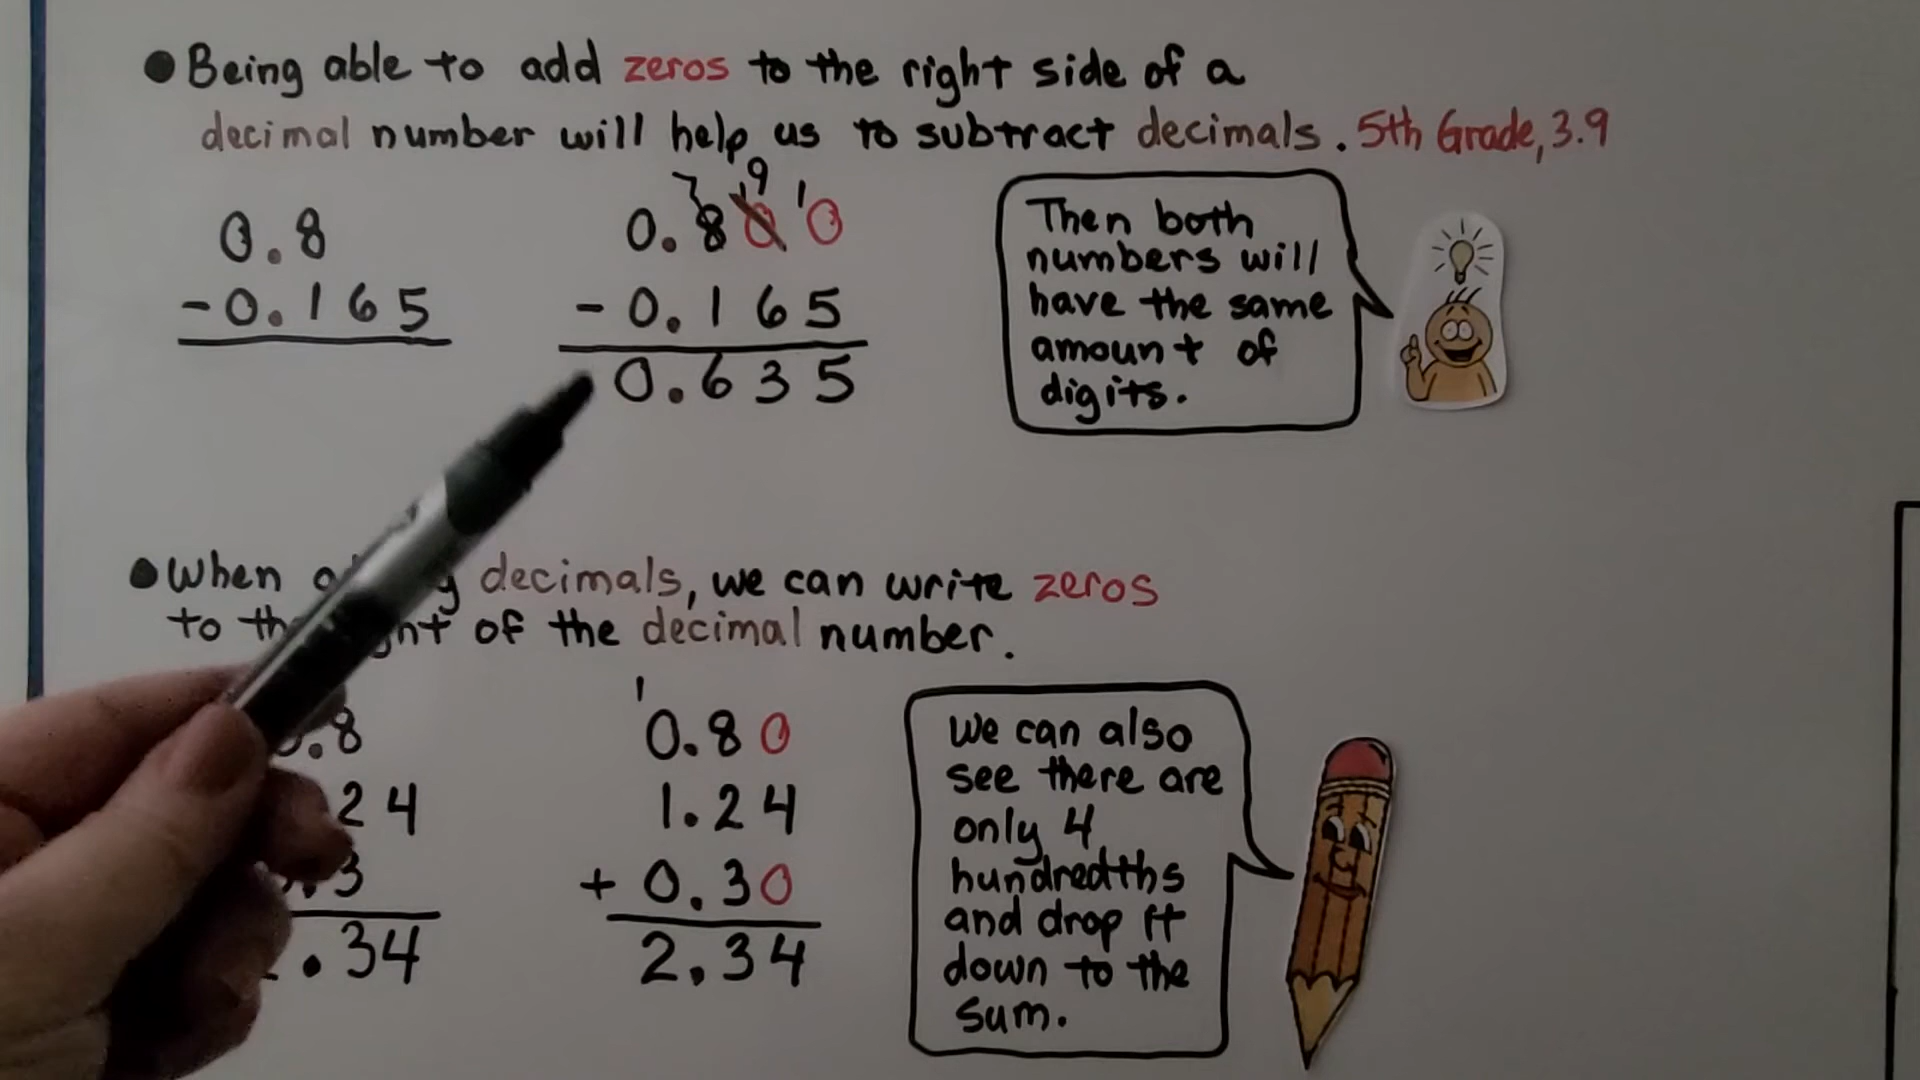 Being able to add zeros to the right side of a
decimal number will help us to subtract decimals. 5th Grade, 3.9
0.8
-0.165
7 9 1
0.800
-0.165
0.635
Then both
numbers will
have the same
amount of
digits.
When decimals, we can write zeros
to of the decimal number.
.8
24
.3
.34
1
0.80
1.24
+ 0.30
2.34
We can also
see there are
only 4
hundredths
and drop it
down to the
sum.